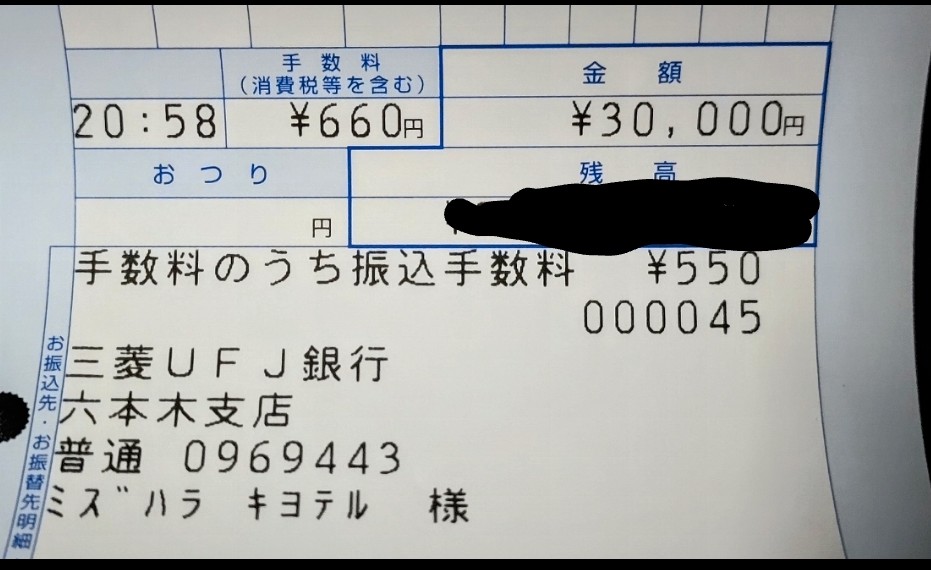 手数料
(消費税等を含む)
金額
20:58
¥660円
¥30,000円
おつり
残高
円
手数料のうち振込手数料 ¥550
000045
お振込先・お振替先明細
三菱UFJ銀行
六本木支店
普通 0969443
ミズハラ キヨテル 様